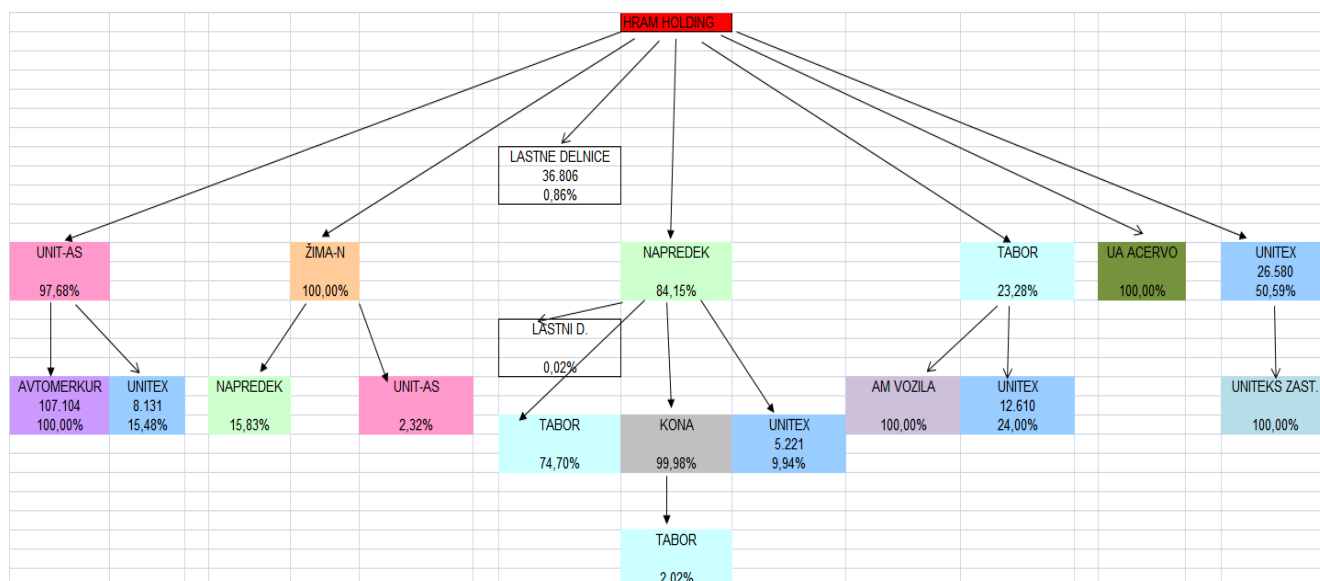 HRAM HOLDING
LASTNE DELNICE
36.806
0,86%
UNIT-AS
97,68%
ŽIMA-N
100,00%
NAPREDEK
84,15%
TABOR
23,28%
UA ACERVO
100,00%
UNITEX
26.580
50,59%
LASTNI D.
0,02%
AVTOMERKUR
107.104
100,00%
UNITEX
8.131
15,48%
NAPREDEK
15,83%
UNIT-AS
2,32%
AM VOZILA
100,00%
UNITEX
12.610
24,00%
UNITEKS ZAST.
100,00%
TABOR
74,70%
KONA
99,98%
UNITEX
5.221
9,94%
TABOR
2,02%